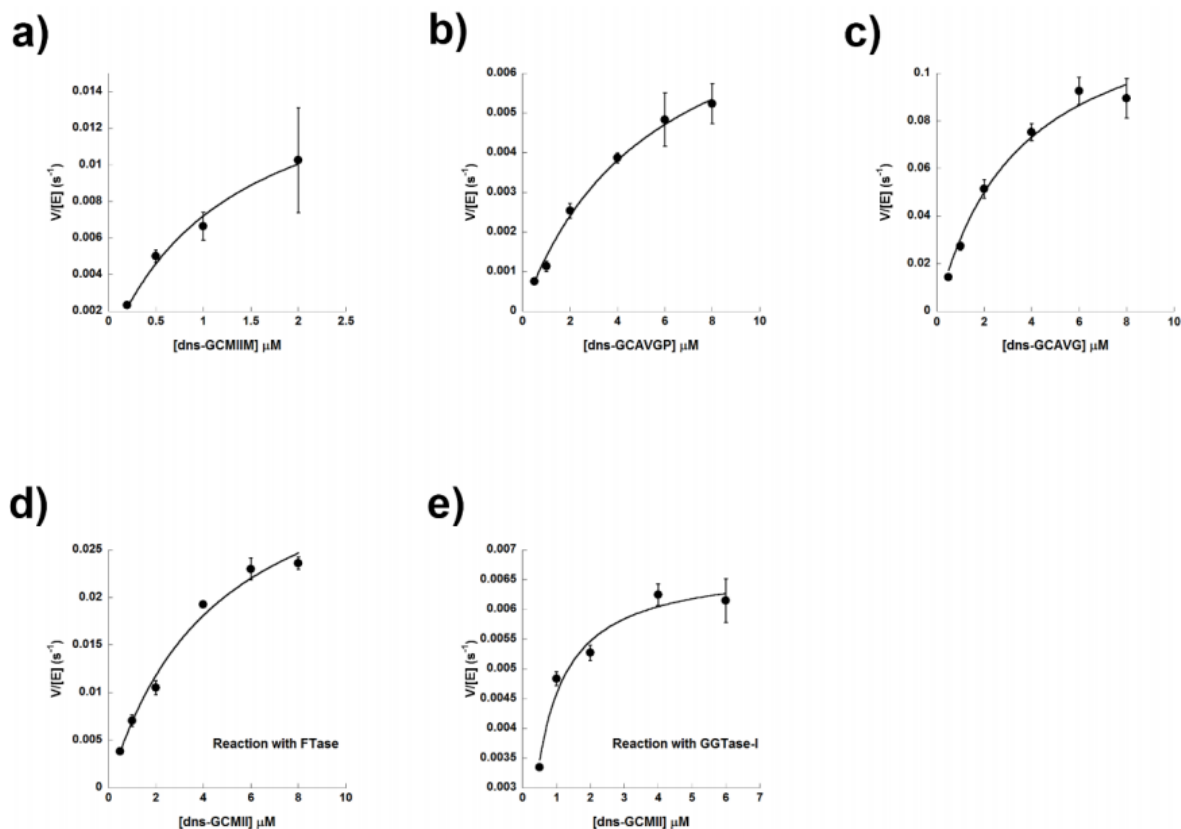 a)
V/[E] (s⁻¹)
0.014
0.012
0.01
0.008
0.006
0.004
0.002
0 0.5 1 1.5 2 2.5
[dns-GCMIIM] μM
b)
V/[E] (s⁻¹)
0.006
0.005
0.004
0.003
0.002
0.001
0
0 2 4 6 8 10
[dns-GCAVGP] μM
c)
V/[E] (s⁻¹)
0.1
0.08
0.06
0.04
0.02
0
0 2 4 6 8 10
[dns-GCAVG] μM
d)
V/[E] (s⁻¹)
0.025
0.02
0.015
0.01
0.005
0
Reaction with FTase
0 2 4 6 8 10
[dns-GCMII] μM
e)
V/[E] (s⁻¹)
0.007
0.0065
0.006
0.0055
0.005
0.0045
0.004
0.0035
0.003
Reaction with GGTase-I
0 1 2 3 4 5 6 7
[dns-GCMII] μM